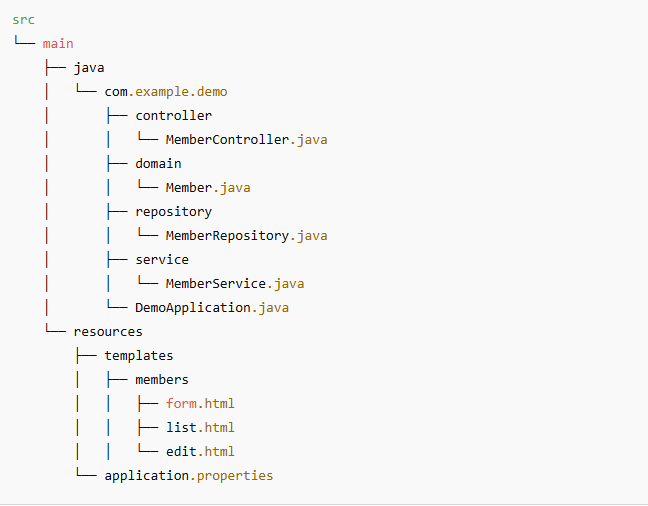 src
└── main
    ├── java
    │   └── com.example.demo
    │       ├── controller
    │       │   └── MemberController.java
    │       ├── domain
    │       │   └── Member.java
    │       ├── repository
    │       │   └── MemberRepository.java
    │       ├── service
    │       │   └── MemberService.java
    │       └── DemoApplication.java
    └── resources
        ├── templates
        │   ├── members
        │   │   ├── form.html
        │   │   ├── list.html
        │   │   └── edit.html
        └── application.properties